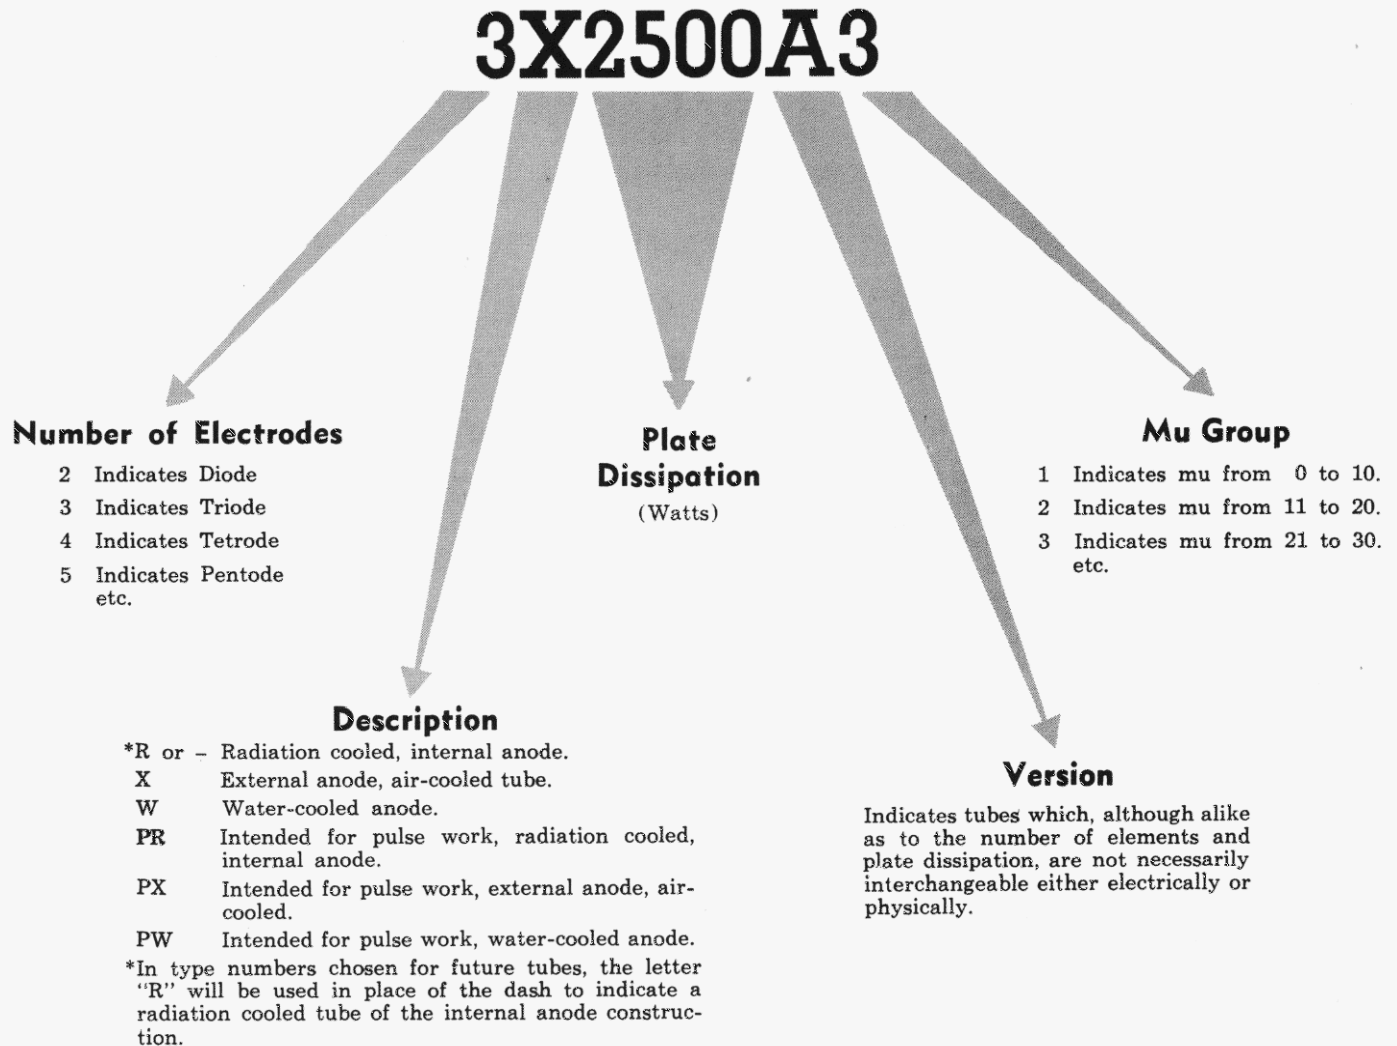 3X2500A3
Number of Electrodes
2 Indicates Diode
3 Indicates Triode
4 Indicates Tetrode
5 Indicates Pentode
etc.
Plate
Dissipation
(Watts)
Mu Group
1 Indicates mu from 0 to 10.
2 Indicates mu from 11 to 20.
3 Indicates mu from 21 to 30.
etc.
Description
*R or – Radiation cooled, internal anode.
X External anode, air-cooled tube.
W Water-cooled anode.
PR Intended for pulse work, radiation cooled,
internal anode.
PX Intended for pulse work, external anode, air-
cooled.
PW Intended for pulse work, water-cooled anode.
*In type numbers chosen for future tubes, the letter
"R" will be used in place of the dash to indicate a
radiation cooled tube of the internal anode construc-
tion.
Version
Indicates tubes which, although alike
as to the number of elements and
plate dissipation, are not necessarily
interchangeable either electrically or
physically.